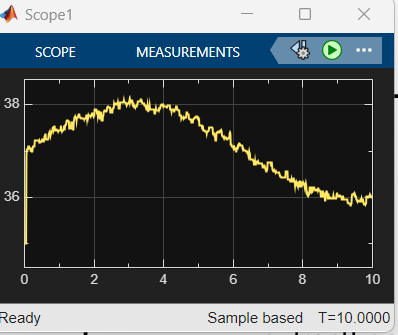 Scope1
SCOPE MEASUREMENTS
38
36
0 2 4 6 8 10
Ready Sample based T=10.0000